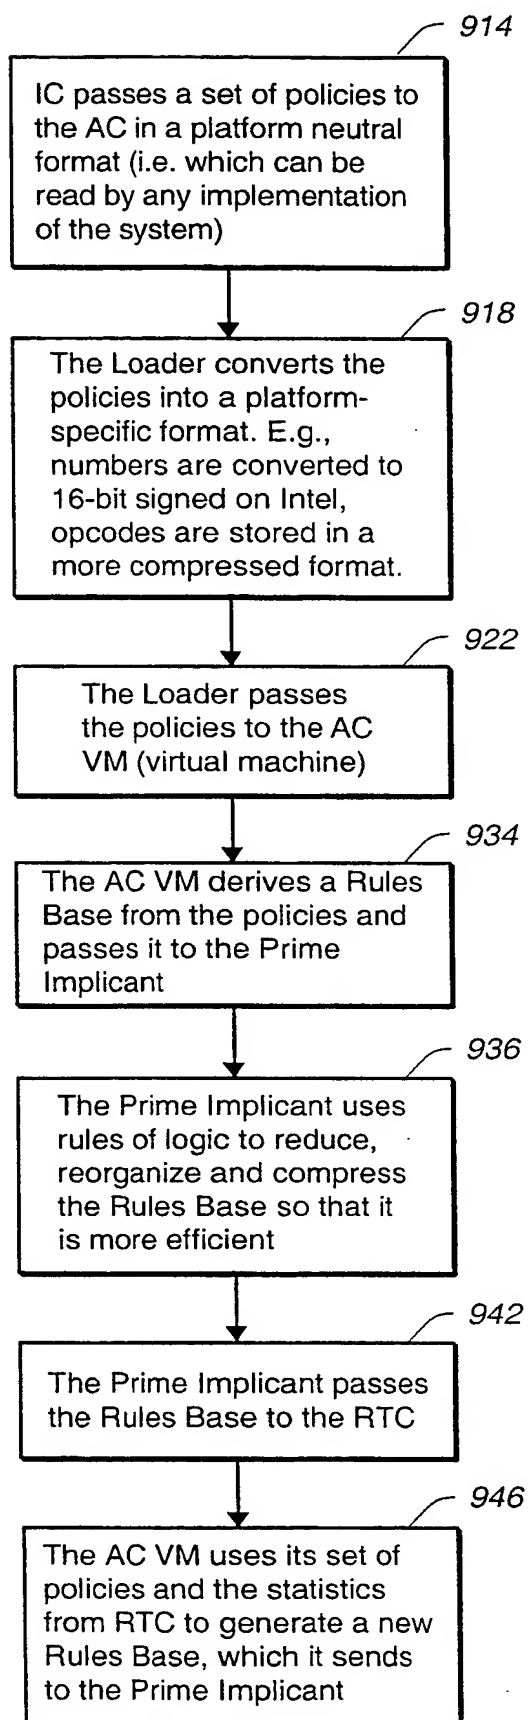 914
IC passes a set of policies to
the AC in a platform neutral
format (i.e. which can be
read by any implementation
of the system)
918
The Loader converts the
policies into a platform-
specific format. E.g.,
numbers are converted to
16-bit signed on Intel,
opcodes are stored in a
more compressed format.
922
The Loader passes
the policies to the AC
VM (virtual machine)
934
The AC VM derives a Rules
Base from the policies and
passes it to the Prime
Implicant
936
The Prime Implicant uses
rules of logic to reduce,
reorganize and compress
the Rules Base so that it
is more efficient
942
The Prime Implicant passes
the Rules Base to the RTC
946
The AC VM uses its set of
policies and the statistics
from RTC to generate a new
Rules Base, which it sends
to the Prime Implicant